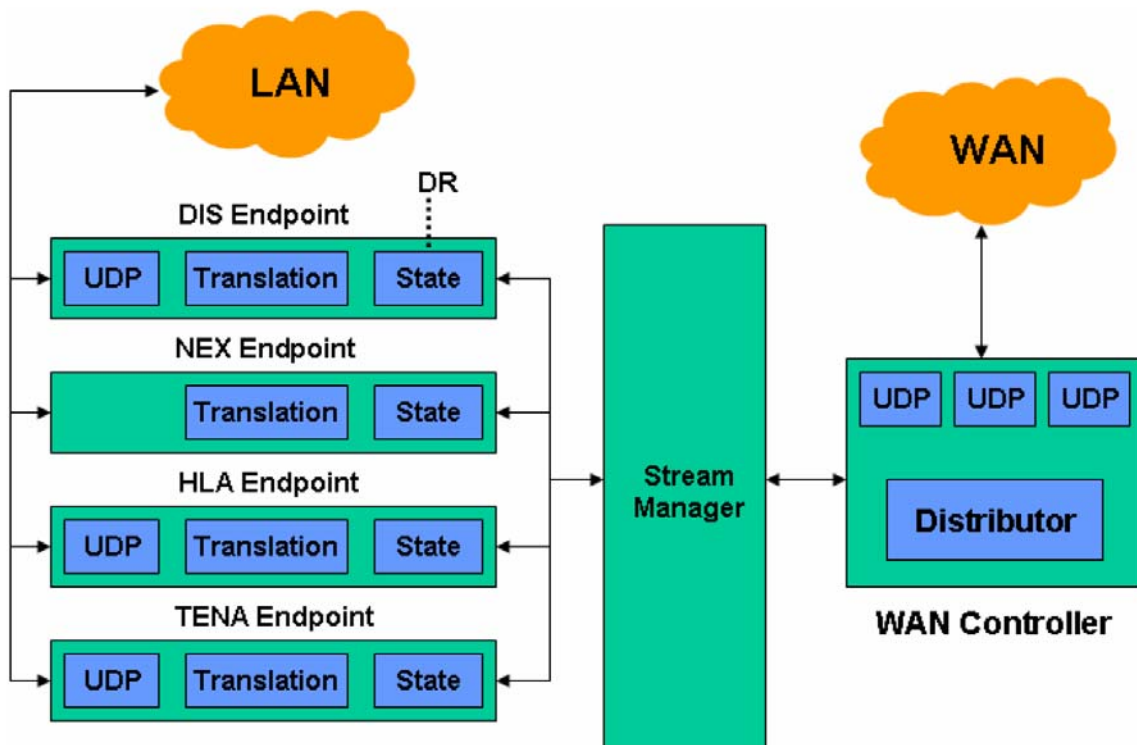 LAN
WAN
DR
DIS Endpoint
UDP Translation State
NEX Endpoint
Translation State
HLA Endpoint
UDP Translation State
TENA Endpoint
UDP Translation State
Stream
Manager
UDP UDP UDP
Distributor
WAN Controller